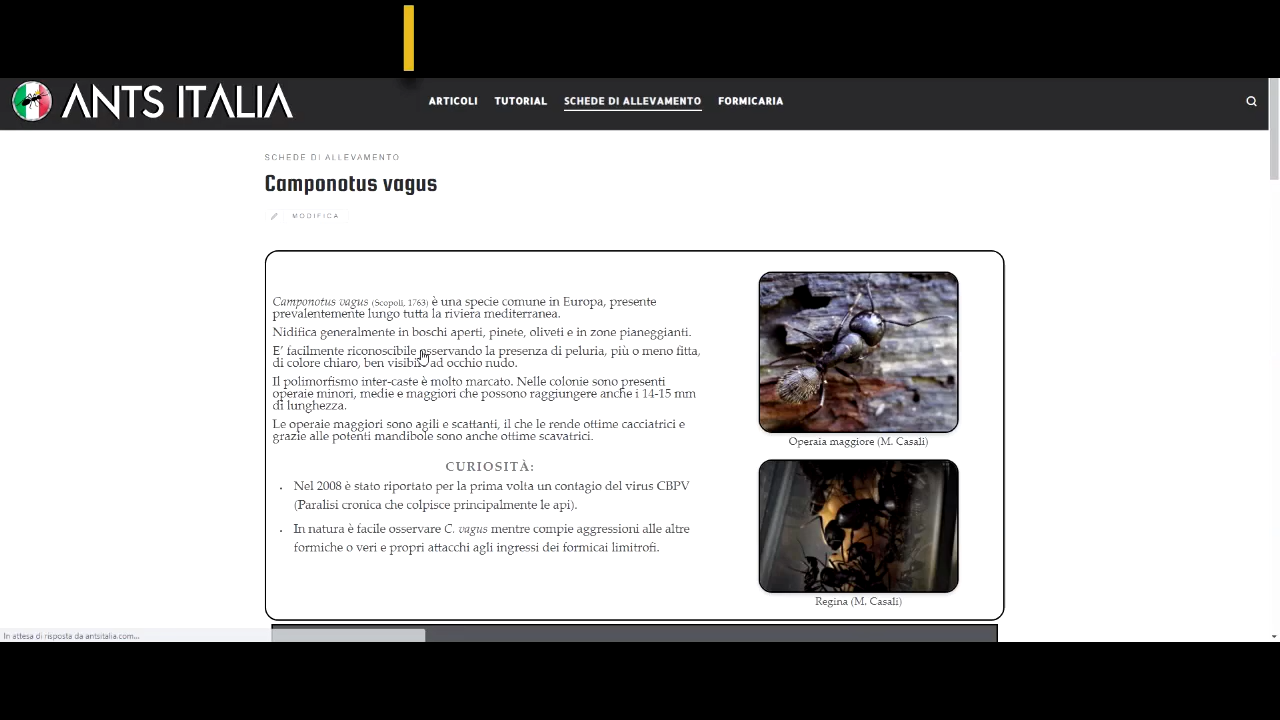 ANTS ITALIA
ARTICOLI TUTORIAL SCHEDE DI ALLEVAMENTO FORMICARIA
SCHEDE DI ALLEVAMENTO
Camponotus vagus
MODIFICA
Camponotus vagus (Scopoli, 1763) è una specie comune in Europa, presente
prevalentemente lungo tutta la riviera mediterranea.
Nidifica generalmente in boschi aperti, pinete, oliveti e in zone pianeggianti.
E' facilmente riconoscibile osservando la presenza di peluria, più o meno fitta,
di colore chiaro, ben visibile ad occhio nudo.
Il polimorfismo inter-caste è molto marcato. Nelle colonie sono presenti
operaie minori, medie e maggiori che possono raggiungere anche i 14-15 mm
di lunghezza.
Le operaie maggiori sono agili e scattanti, il che le rende ottime cacciatrici e
grazie alle potenti mandibole sono anche ottime scavatrici.
CURIOSITÀ:
Nel 2008 è stato riportato per la prima volta un contagio del virus CBPV
(Paralisi cronica che colpisce principalmente le api).
In natura è facile osservare C. vagus mentre compie aggressioni alle altre
formiche o veri e propri attacchi agli ingressi dei formicai limitrofi.
Operaia maggiore (M. Casali)
Regina (M. Casali)
In attesa di risposta da antsitalia.com...